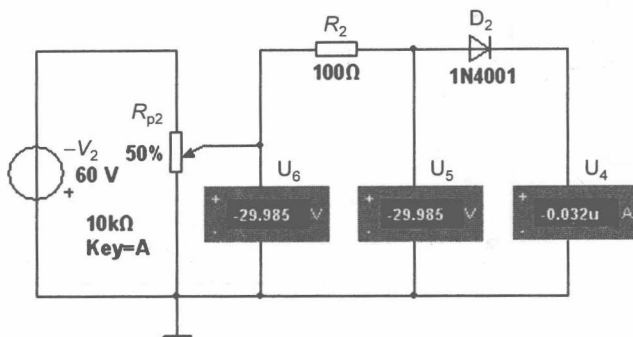 R2
100Ω
D2
1N4001
Rp2
50%
−V2
60 V
+
10kΩ
Key=A
U6
+
-29.985 V
-
U5
+
-29.985 V
-
U4
+
-0.032u A
-